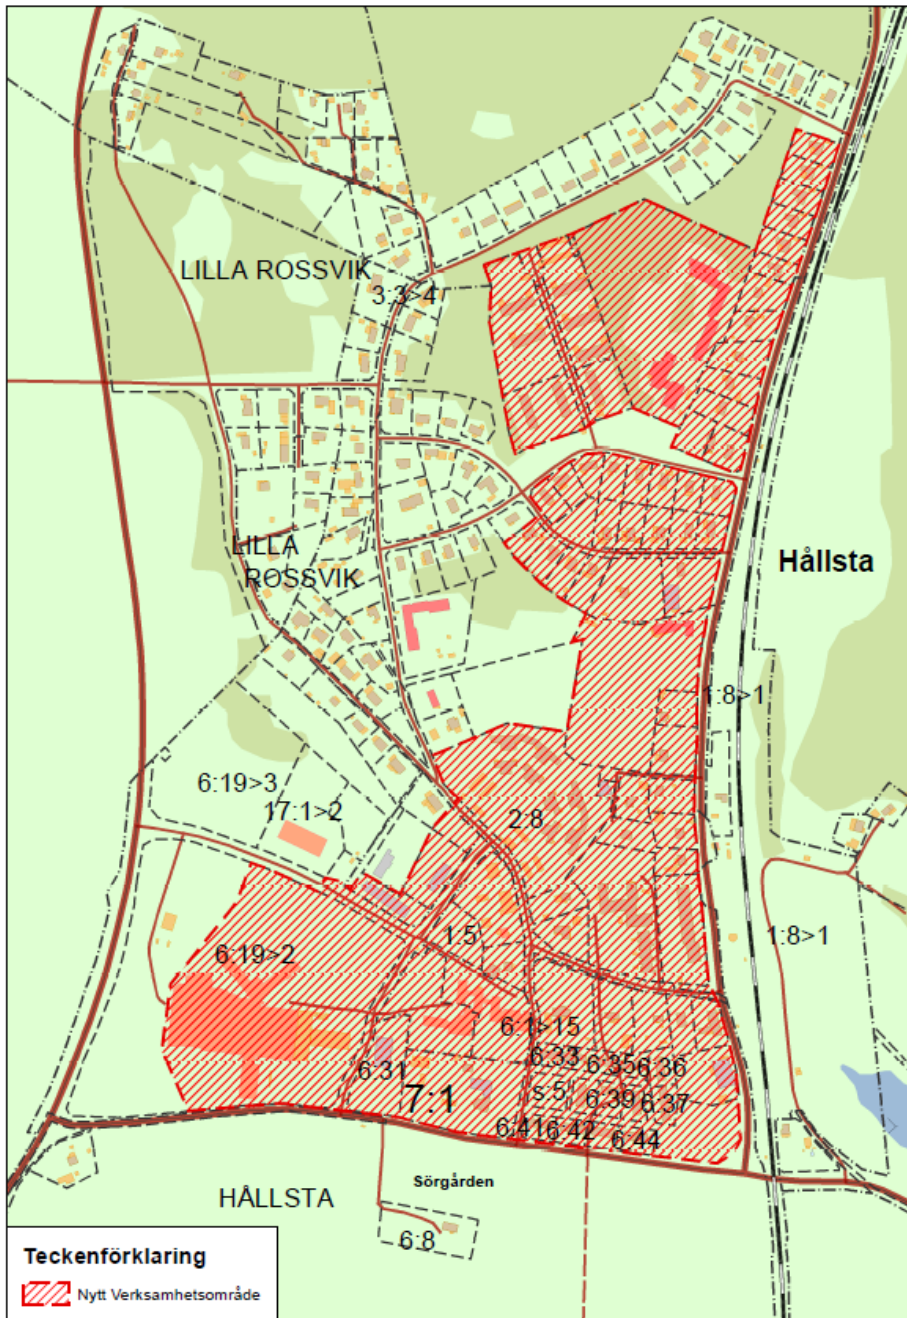 LILLA ROSSVIK
3:3>4
LILLA
ROSSVIK
Hållsta
1:8>1
6:19>3
17:1>2
2:8
1:5
1:8>1
6:19>2
6:1>15
6:33
6:35
6:36
6:31
7:1
s:5
6:39
6:37
6:41
6:42
6:44
Sörgården
HÅLLSTA
6:8
Teckenförklaring
Nytt Verksamhetsområde